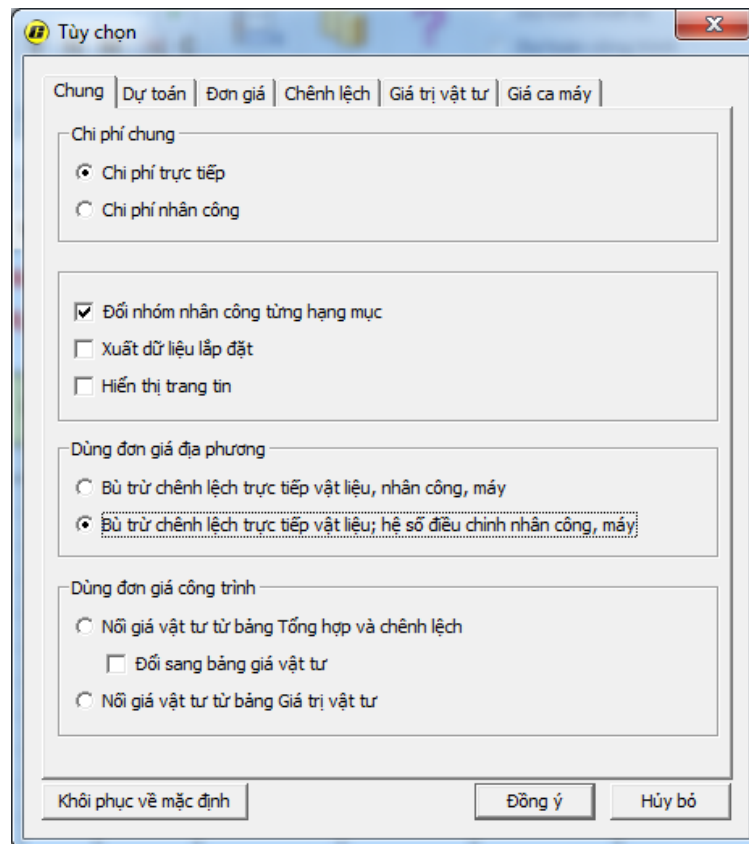 Tùy chọn
Chung Dự toán Đơn giá Chênh lệch Giá trị vật tư Giá ca máy
Chi phí chung
Chi phí trực tiếp
Chi phí nhân công
Đổi nhóm nhân công từng hạng mục
Xuất dữ liệu lắp đặt
Hiển thị trang tin
Dùng đơn giá địa phương
Bù trừ chênh lệch trực tiếp vật liệu, nhân công, máy
Bù trừ chênh lệch trực tiếp vật liệu; hệ số điều chỉnh nhân công, máy
Dùng đơn giá công trình
Nối giá vật tư từ bảng Tổng hợp và chênh lệch
Đổi sang bảng giá vật tư
Nối giá vật tư từ bảng Giá trị vật tư
Khôi phục về mặc định Đồng ý Hủy bỏ